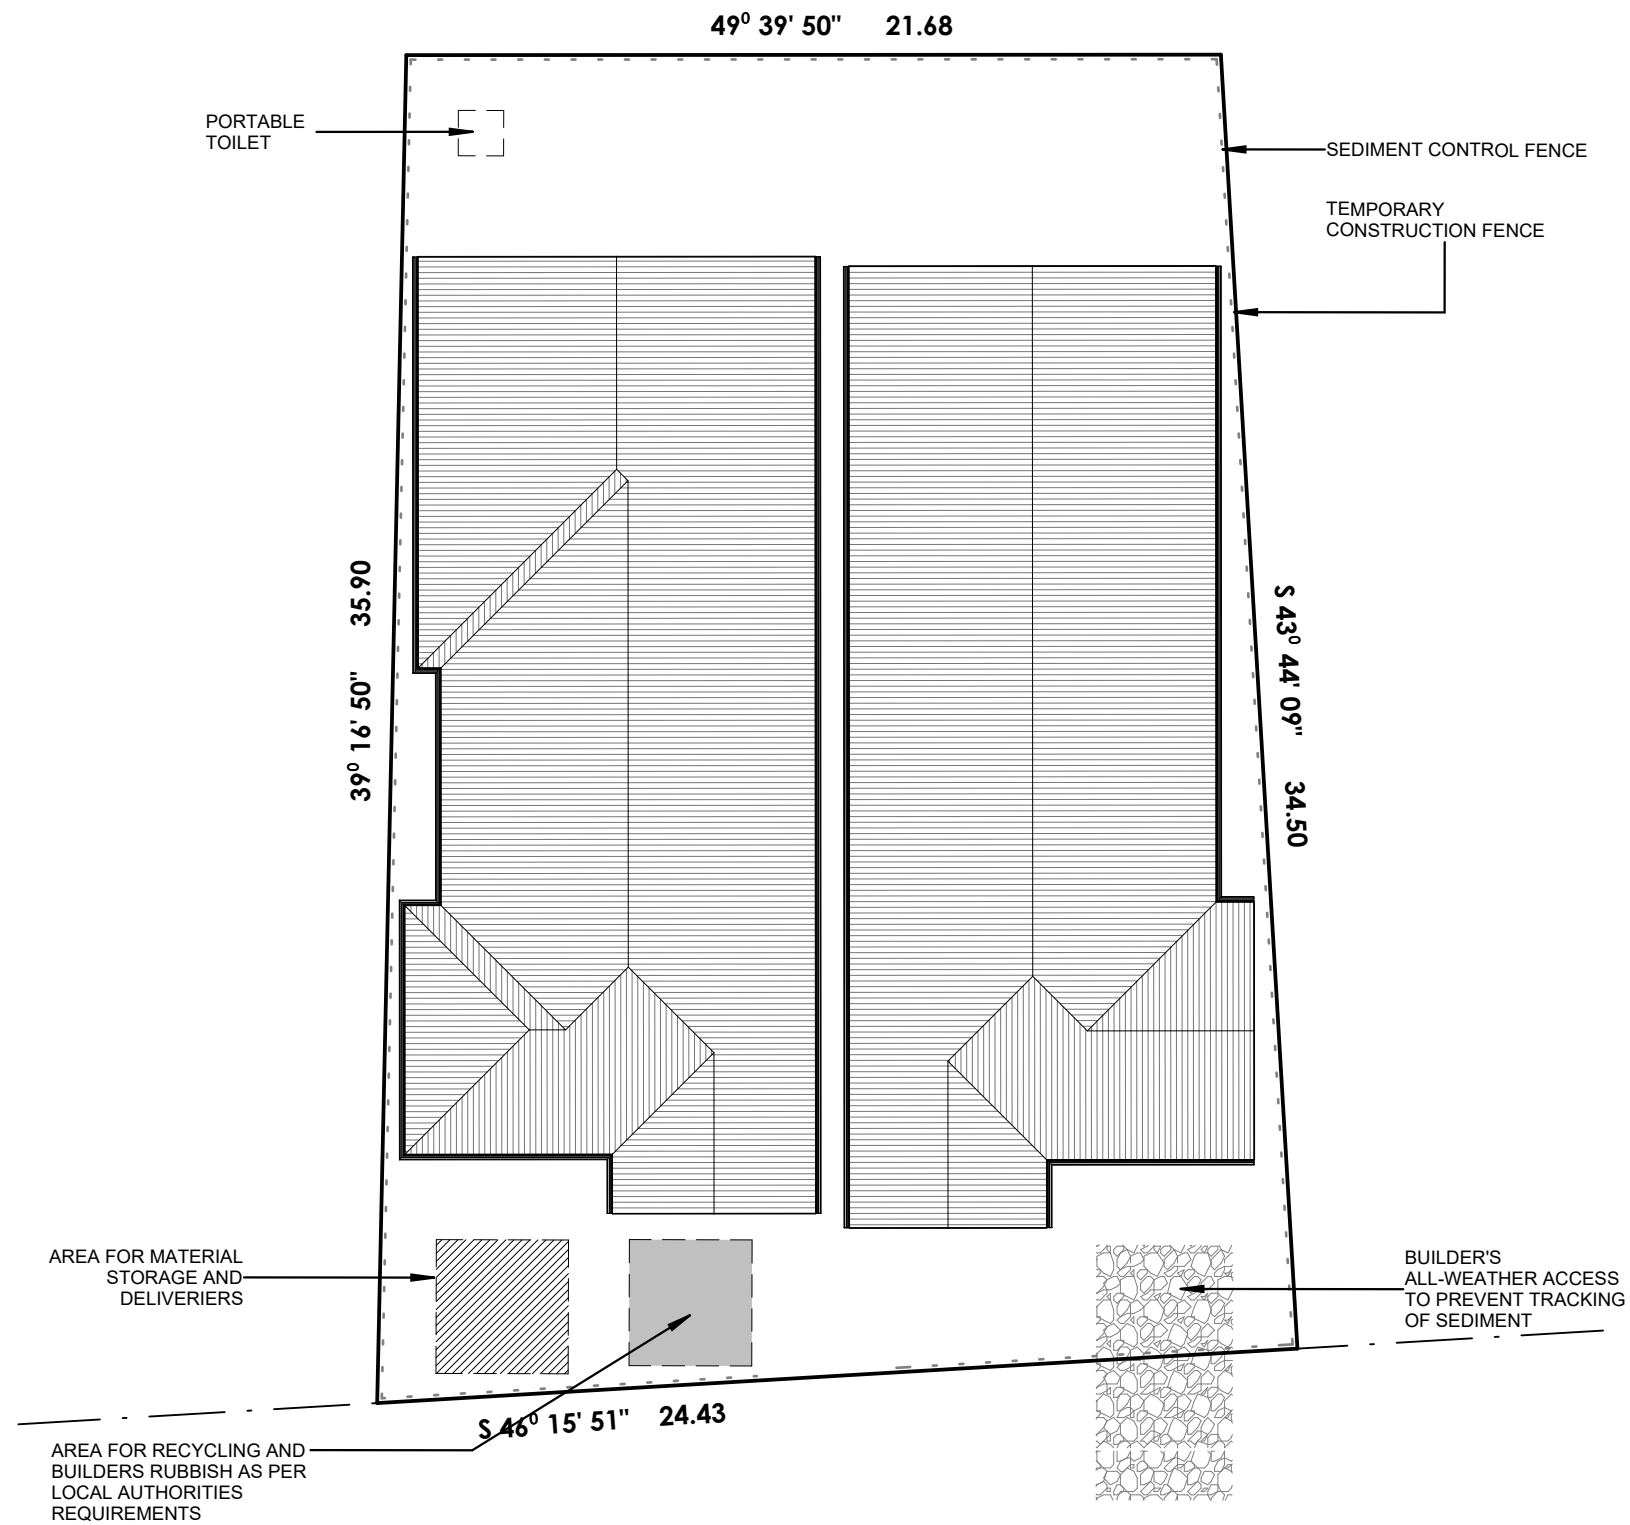 49⁰ 39' 50" 21.68
PORTABLE
TOILET
SEDIMENT CONTROL FENCE
TEMPORARY
CONSTRUCTION FENCE
39⁰ 16' 50" 35.90
S 43⁰ 44' 09" 34.50
AREA FOR MATERIAL
STORAGE AND
DELIVERIERS
BUILDER'S
ALL-WEATHER ACCESS
TO PREVENT TRACKING
OF SEDIMENT
S 46⁰ 15' 51" 24.43
AREA FOR RECYCLING AND
BUILDERS RUBBISH AS PER
LOCAL AUTHORITIES
REQUIREMENTS